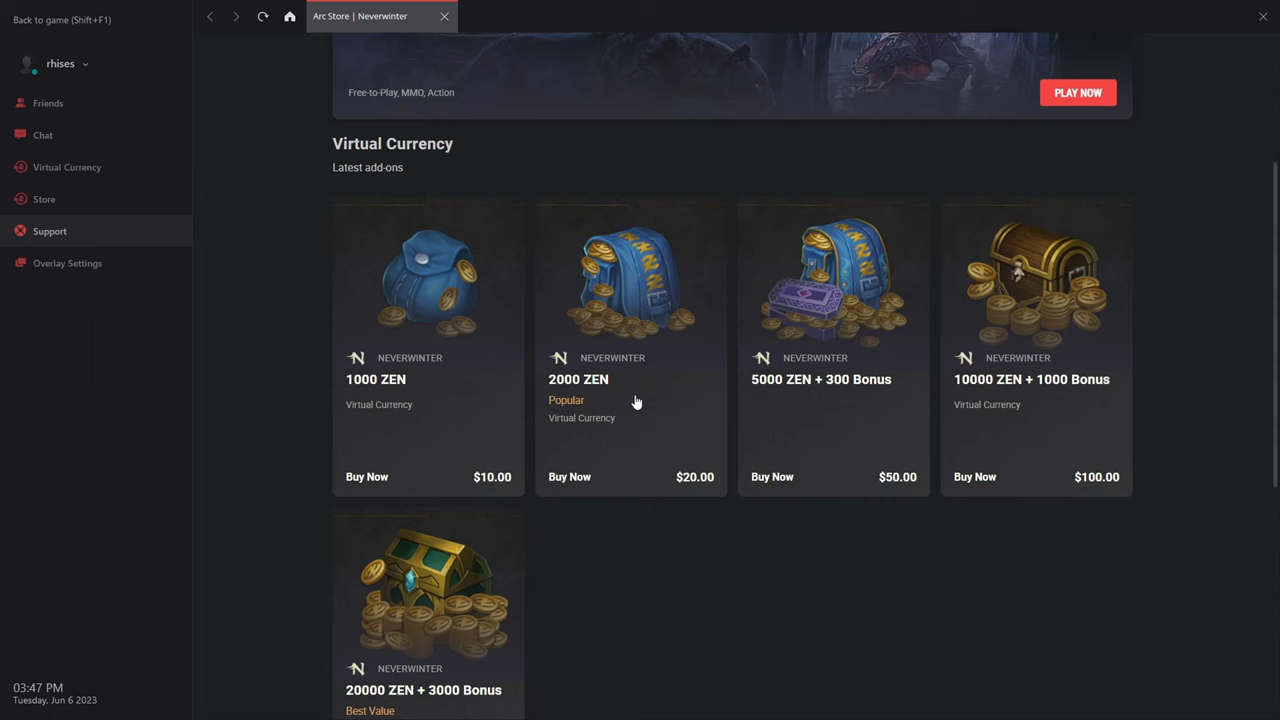 Back to game (Shift+F1)
Arc Store | Neverwinter
rhises
Friends
Chat
Virtual Currency
Store
Support
Overlay Settings
03:47 PM
Tuesday, Jun 6 2023
Free-to-Play, MMO, Action
PLAY NOW
Virtual Currency
Latest add-ons
NEVERWINTER
1000 ZEN
Virtual Currency
Buy Now $10.00
NEVERWINTER
2000 ZEN
Popular
Virtual Currency
Buy Now $20.00
NEVERWINTER
5000 ZEN + 300 Bonus
Buy Now $50.00
NEVERWINTER
10000 ZEN + 1000 Bonus
Virtual Currency
Buy Now $100.00
NEVERWINTER
20000 ZEN + 3000 Bonus
Best Value